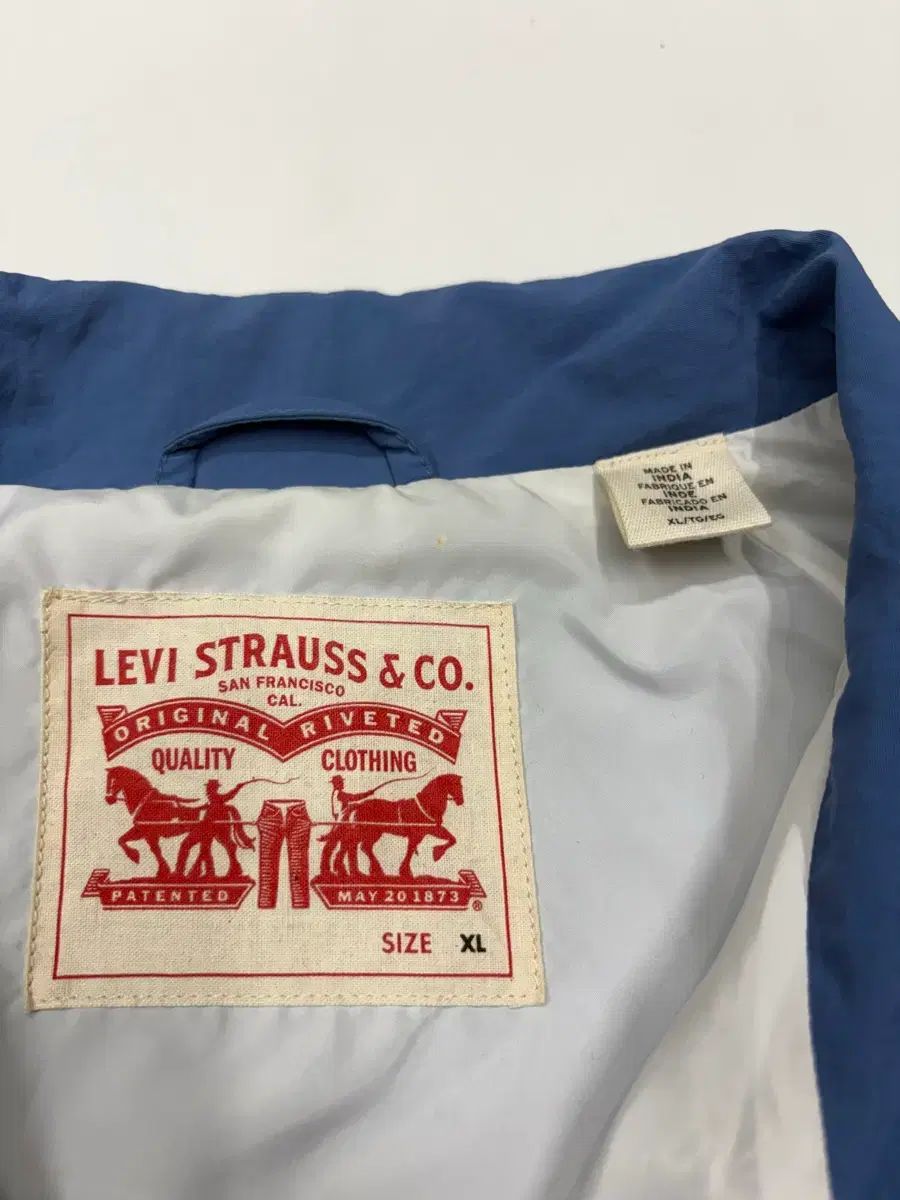 MADE IN
INDIA
FABRIQUE EN
INDE
FABRICADO EN
INDIA
XL/TG/EG
LEVI STRAUSS & CO.
SAN FRANCISCO
CAL.
ORIGINAL RIVETED
QUALITY CLOTHING
PATENTED MAY 20 1873 ®
SIZE XL